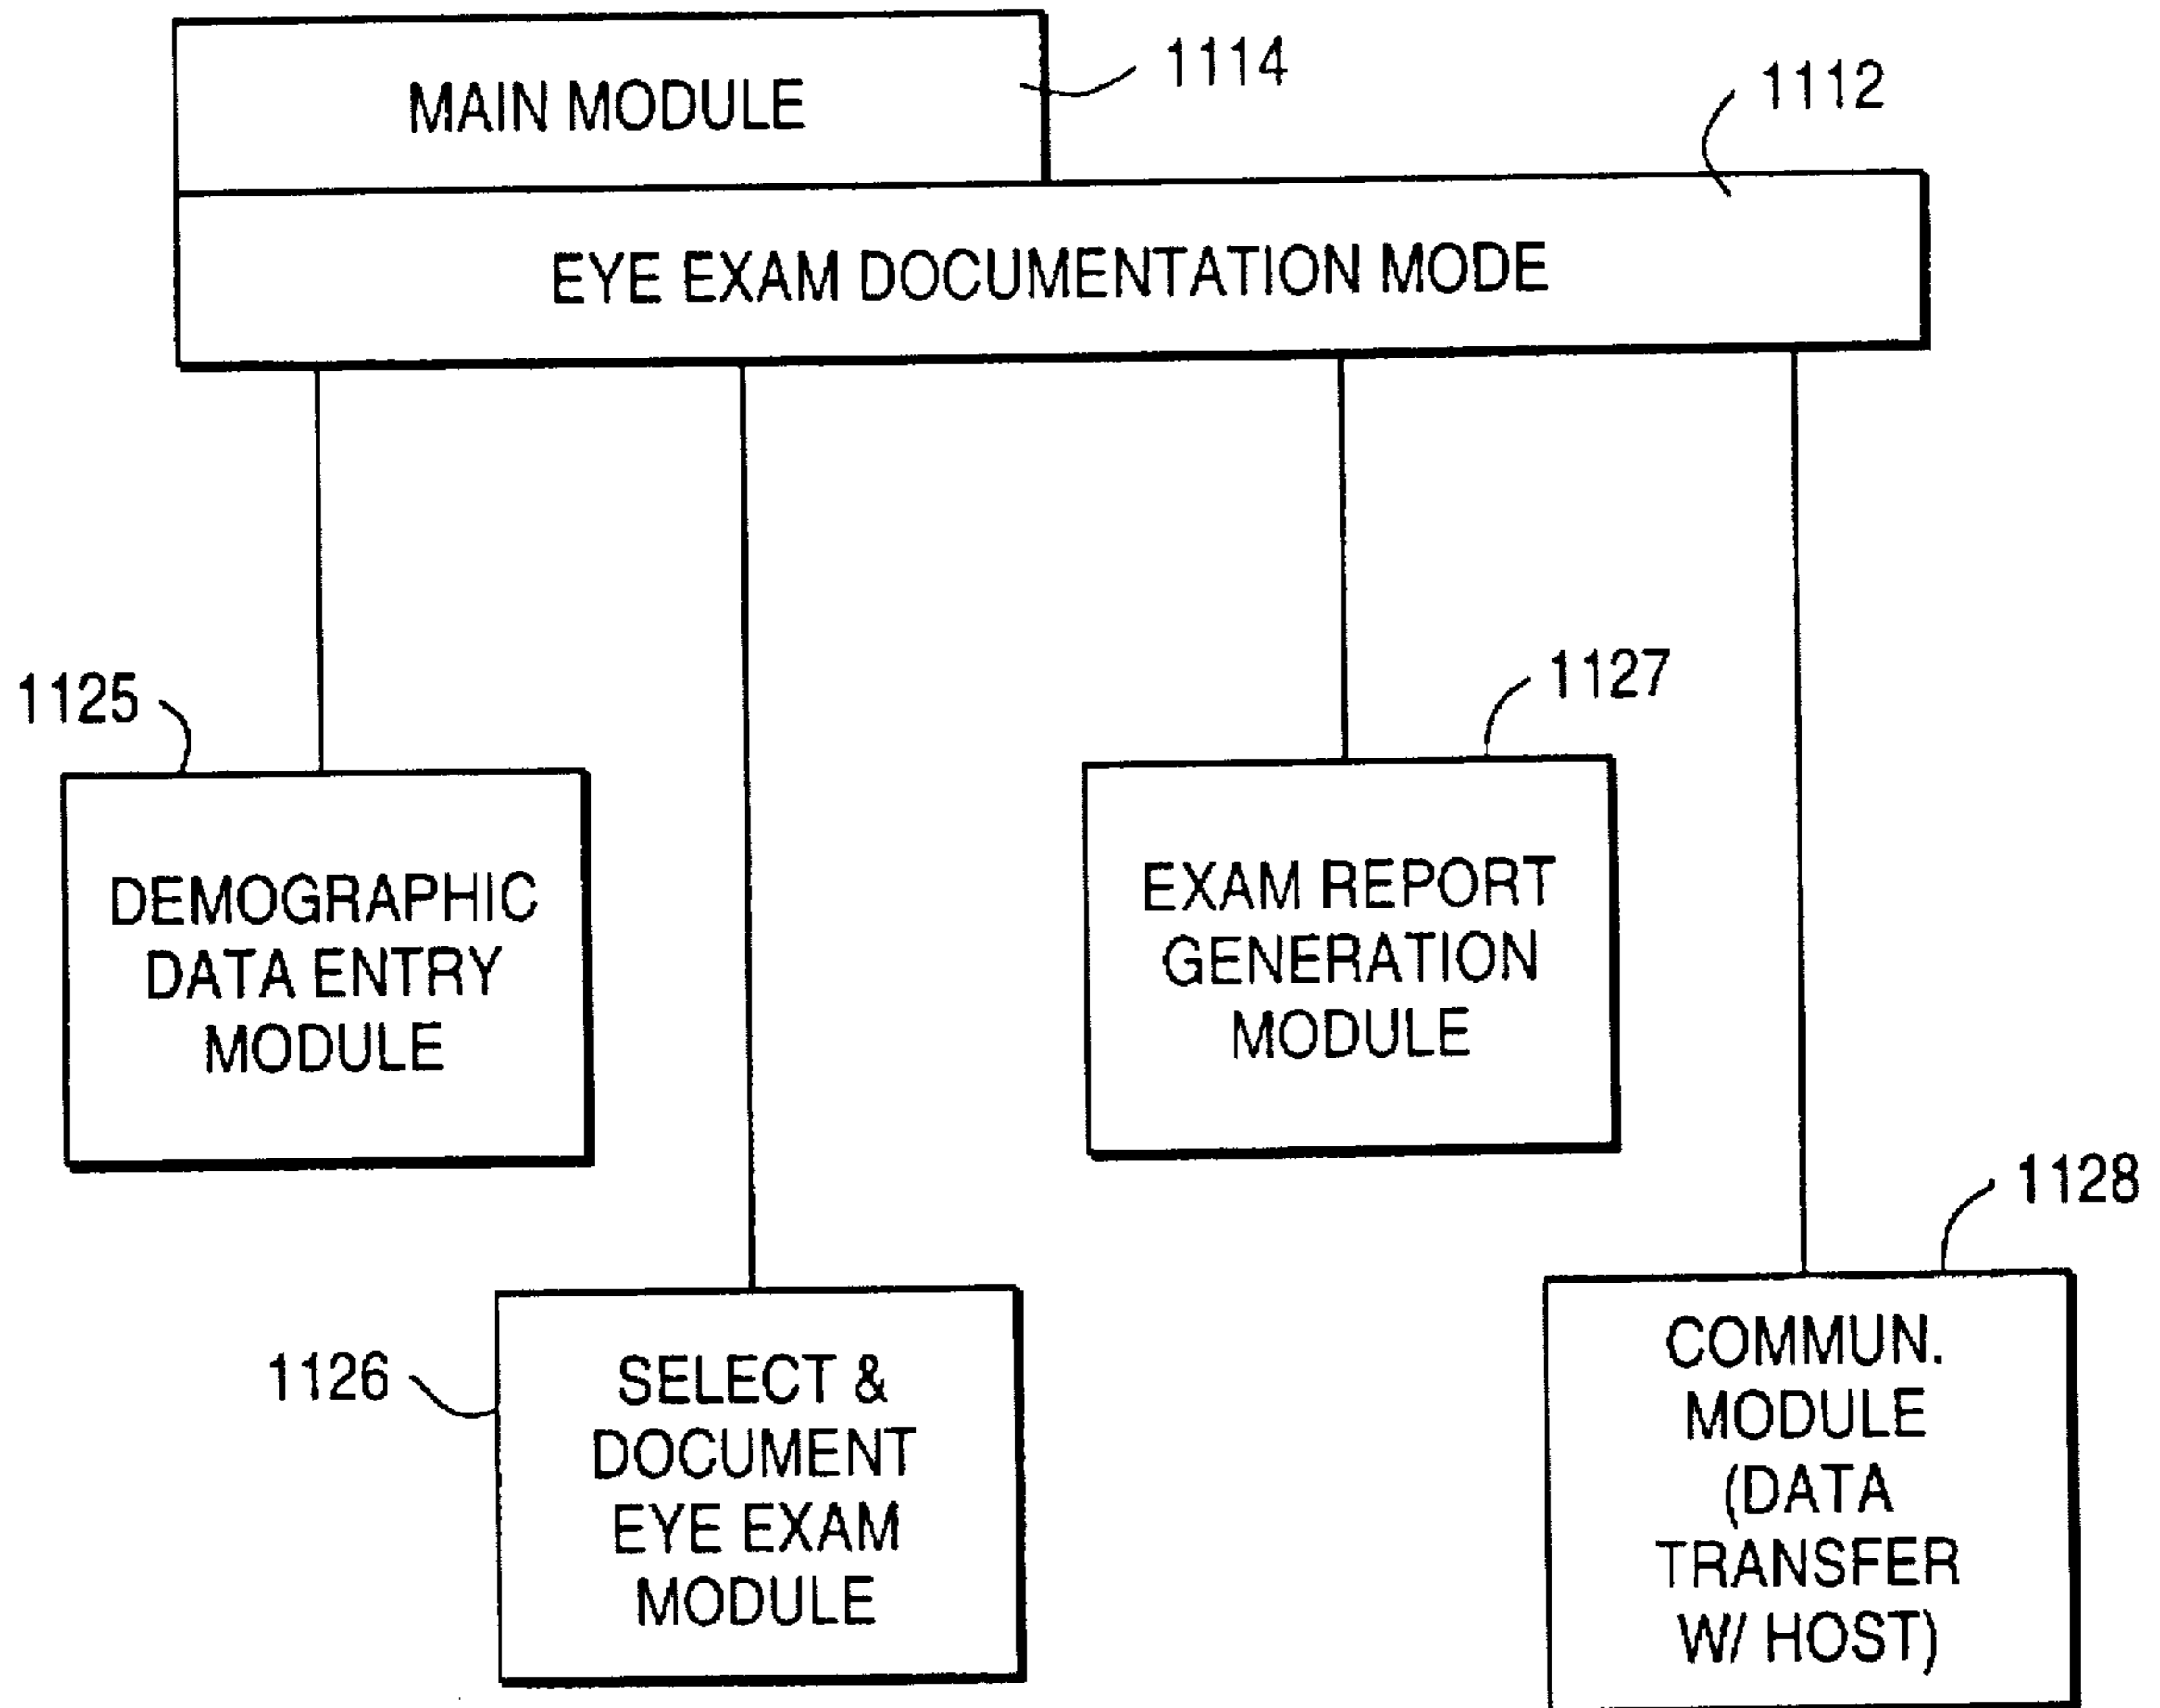 MAIN MODULE
1114
1112
EYE EXAM DOCUMENTATION MODE
1125
DEMOGRAPHIC
DATA ENTRY
MODULE
1127
EXAM REPORT
GENERATION
MODULE
1126
SELECT &
DOCUMENT
EYE EXAM
MODULE
1128
COMMUN.
MODULE
(DATA
TRANSFER
W/ HOST)